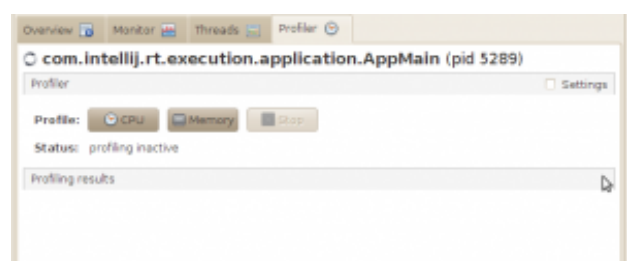 Overview Monitor Threads Profiler
com.intellij.rt.execution.application.AppMain (pid 5289)
Profiler Settings
Profile: CPU Memory Stop
Status: profiling inactive
Profiling results